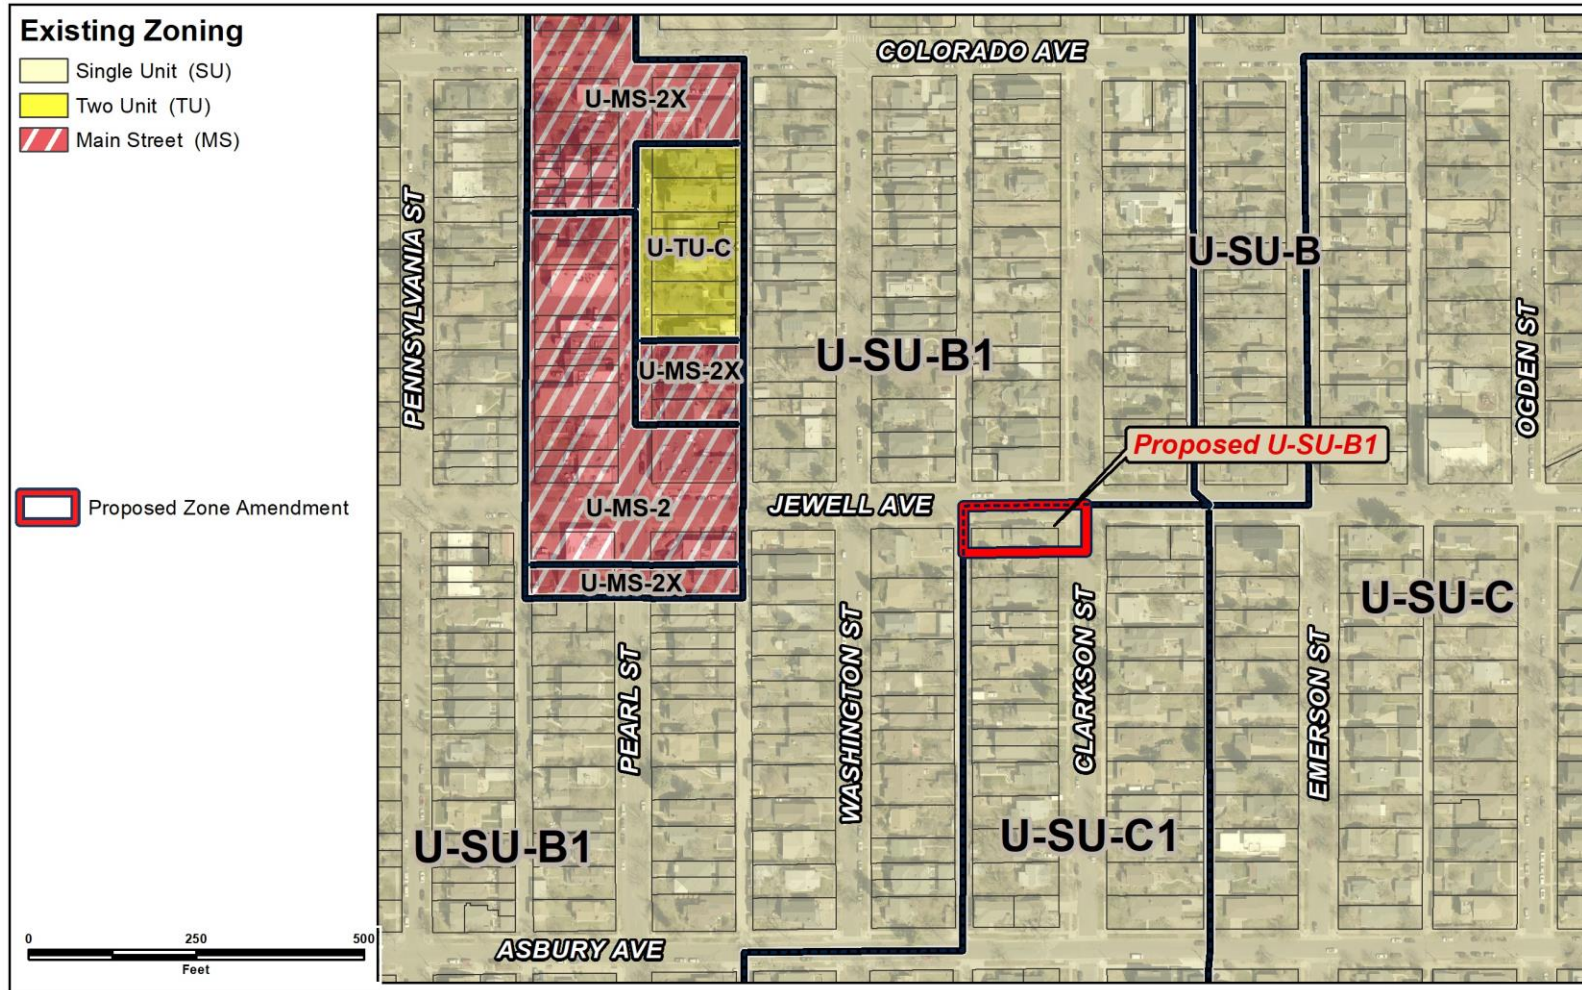 Existing Zoning
Single Unit (SU)
Two Unit (TU)
Main Street (MS)
Proposed Zone Amendment
0 250 500
Feet
COLORADO AVE
U-MS-2X
PENNSYLVANIA ST
U-TU-C
U-SU-B
U-SU-B1
U-MS-2X
OGDEN ST
Proposed U-SU-B1
U-MS-2
JEWELL AVE
U-MS-2X
U-SU-C
PEARL ST
WASHINGTON ST
CLARKSON ST
EMERSON ST
U-SU-B1
U-SU-C1
ASBURY AVE